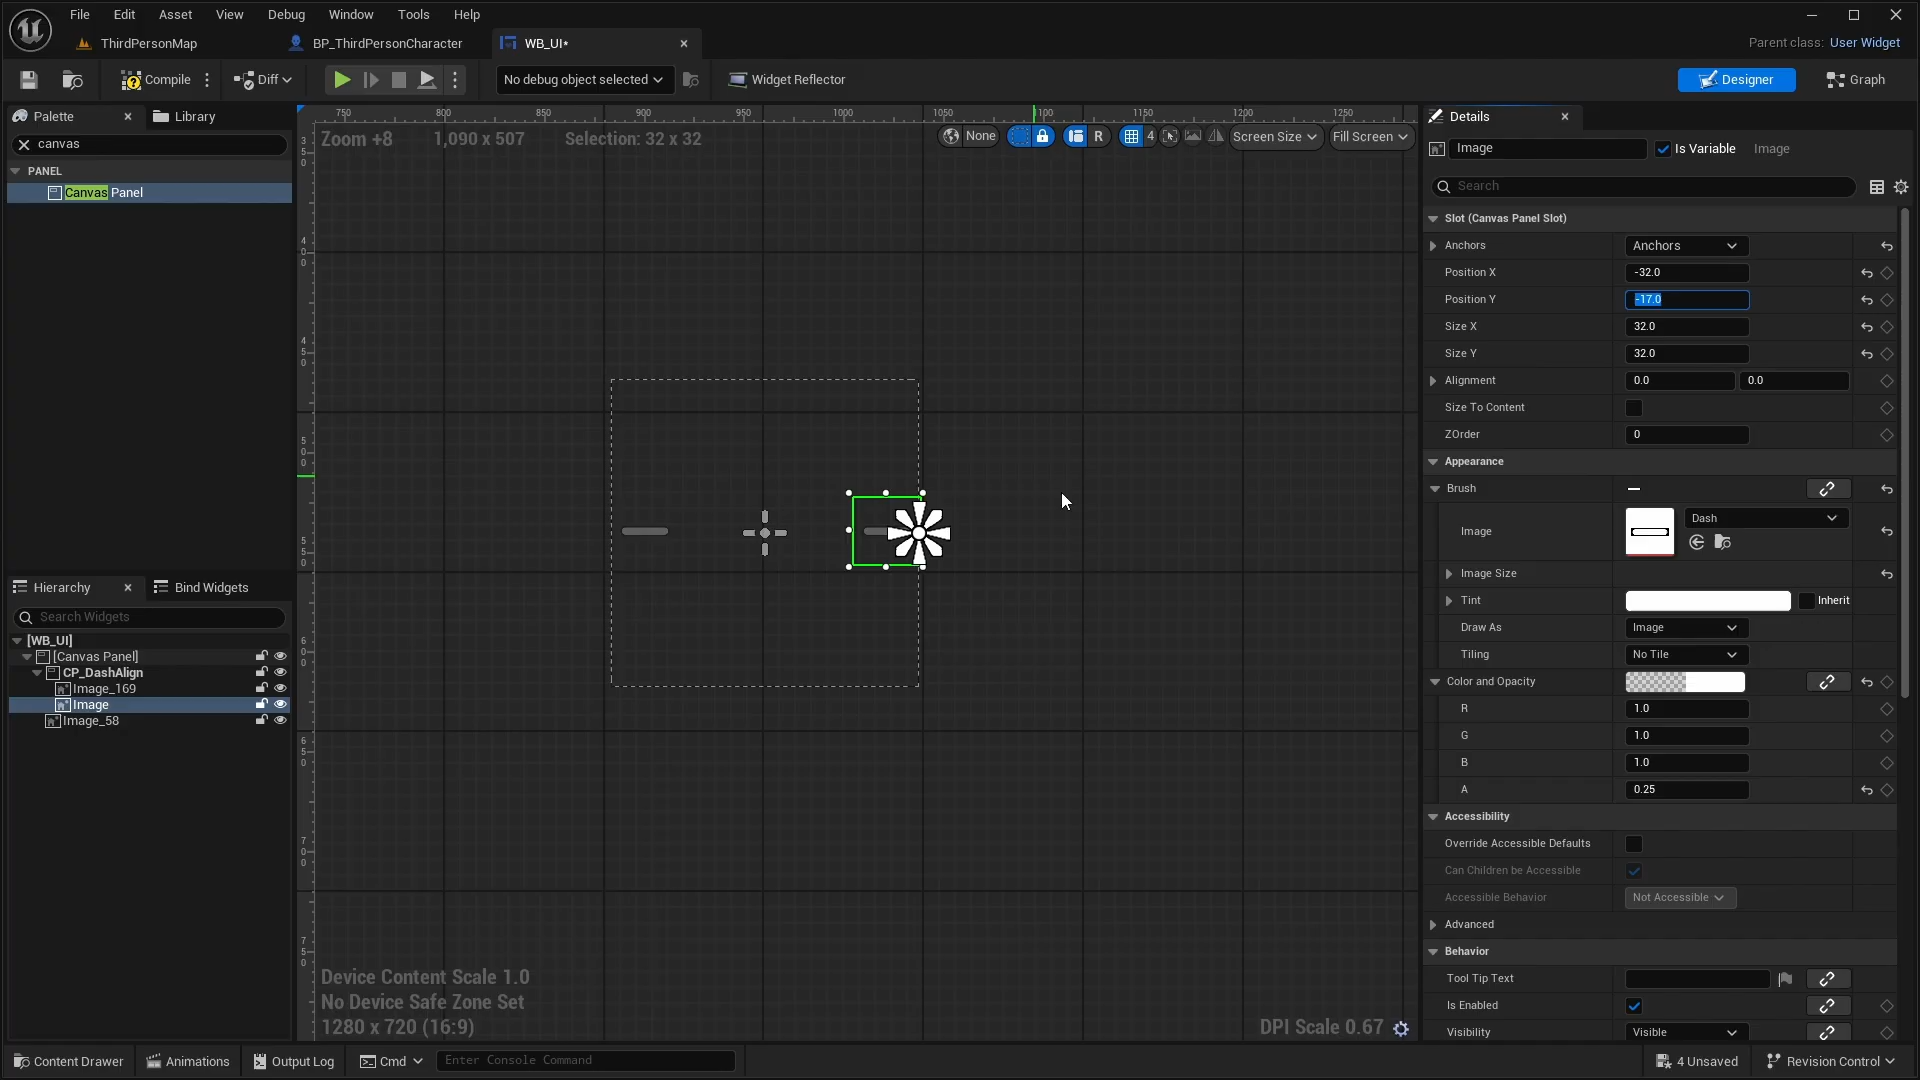 File Edit Asset View Debug Window Tools Help
ThirdPersonMap BP_ThirdPersonCharacter WB_UI* Parent class: User Widget
Compile Diff No debug object selected Widget Reflector Designer Graph
Palette Library
canvas
PANEL
Canvas Panel
Hierarchy Bind Widgets
Search Widgets
[WB_UI]
[Canvas Panel]
CP_DashAlign
Image_169
Image
Image_58
750 800 850 900 950 1000 1050 1100 1150 1200 1250
Zoom +8 1,090 x 507 Selection: 32 x 32
None R 4 Screen Size Fill Screen
350
400
450
500
550
600
650
700
750
Device Content Scale 1.0
No Device Safe Zone Set
1280 x 720 (16:9)
DPI Scale 0.67
Details
Image Is Variable Image
Search
Slot (Canvas Panel Slot)
Anchors Anchors
Position X -32.0
Position Y -17.0
Size X 32.0
Size Y 32.0
Alignment 0.0 0.0
Size To Content
ZOrder 0
Appearance
Brush
Image Dash
Image Size
Tint Inherit
Draw As Image
Tiling No Tile
Color and Opacity
R 1.0
G 1.0
B 1.0
A 0.25
Accessibility
Override Accessible Defaults
Can Children be Accessible
Accessible Behavior Not Accessible
Advanced
Behavior
Tool Tip Text
Is Enabled
Visibility Visible
Content Drawer Animations Output Log Cmd Enter Console Command 4 Unsaved Revision Control